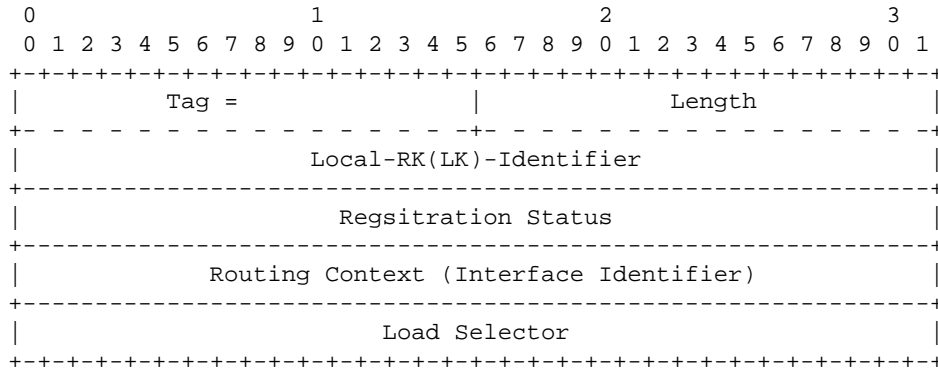 0                   1                   2                   3
0 1 2 3 4 5 6 7 8 9 0 1 2 3 4 5 6 7 8 9 0 1 2 3 4 5 6 7 8 9 0 1
+-+-+-+-+-+-+-+-+-+-+-+-+-+-+-+-+-+-+-+-+-+-+-+-+-+-+-+-+-+-+-+-+
|          Tag =                |             Length            |
+- - - - - - - - - - - - - - - -+- - - - - - - - - - - - - - - -+
|                    Local-RK(LK)-Identifier                    |
+---------------------------------------------------------------+
|                      Regsitration Status                      |
+---------------------------------------------------------------+
|             Routing Context (Interface Identifier)            |
+---------------------------------------------------------------+
|                         Load Selector                         |
+-+-+-+-+-+-+-+-+-+-+-+-+-+-+-+-+-+-+-+-+-+-+-+-+-+-+-+-+-+-+-+-+